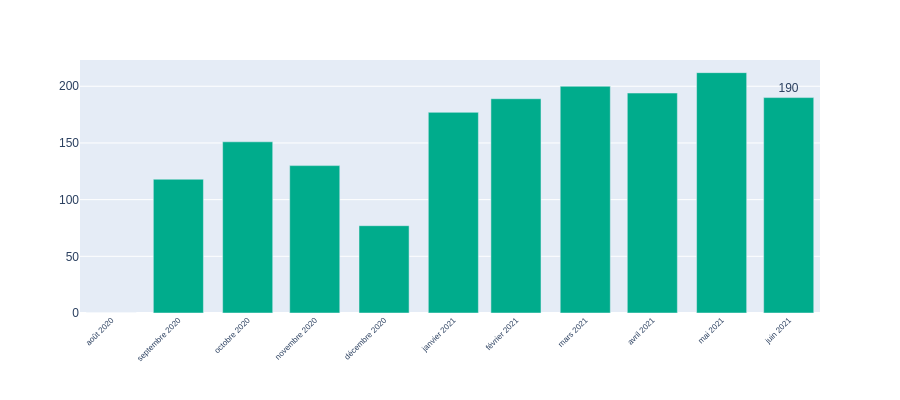 200
150
100
50
0
190
août 2020
septembre 2020
octobre 2020
novembre 2020
décembre 2020
janvier 2021
février 2021
mars 2021
avril 2021
mai 2021
juin 2021